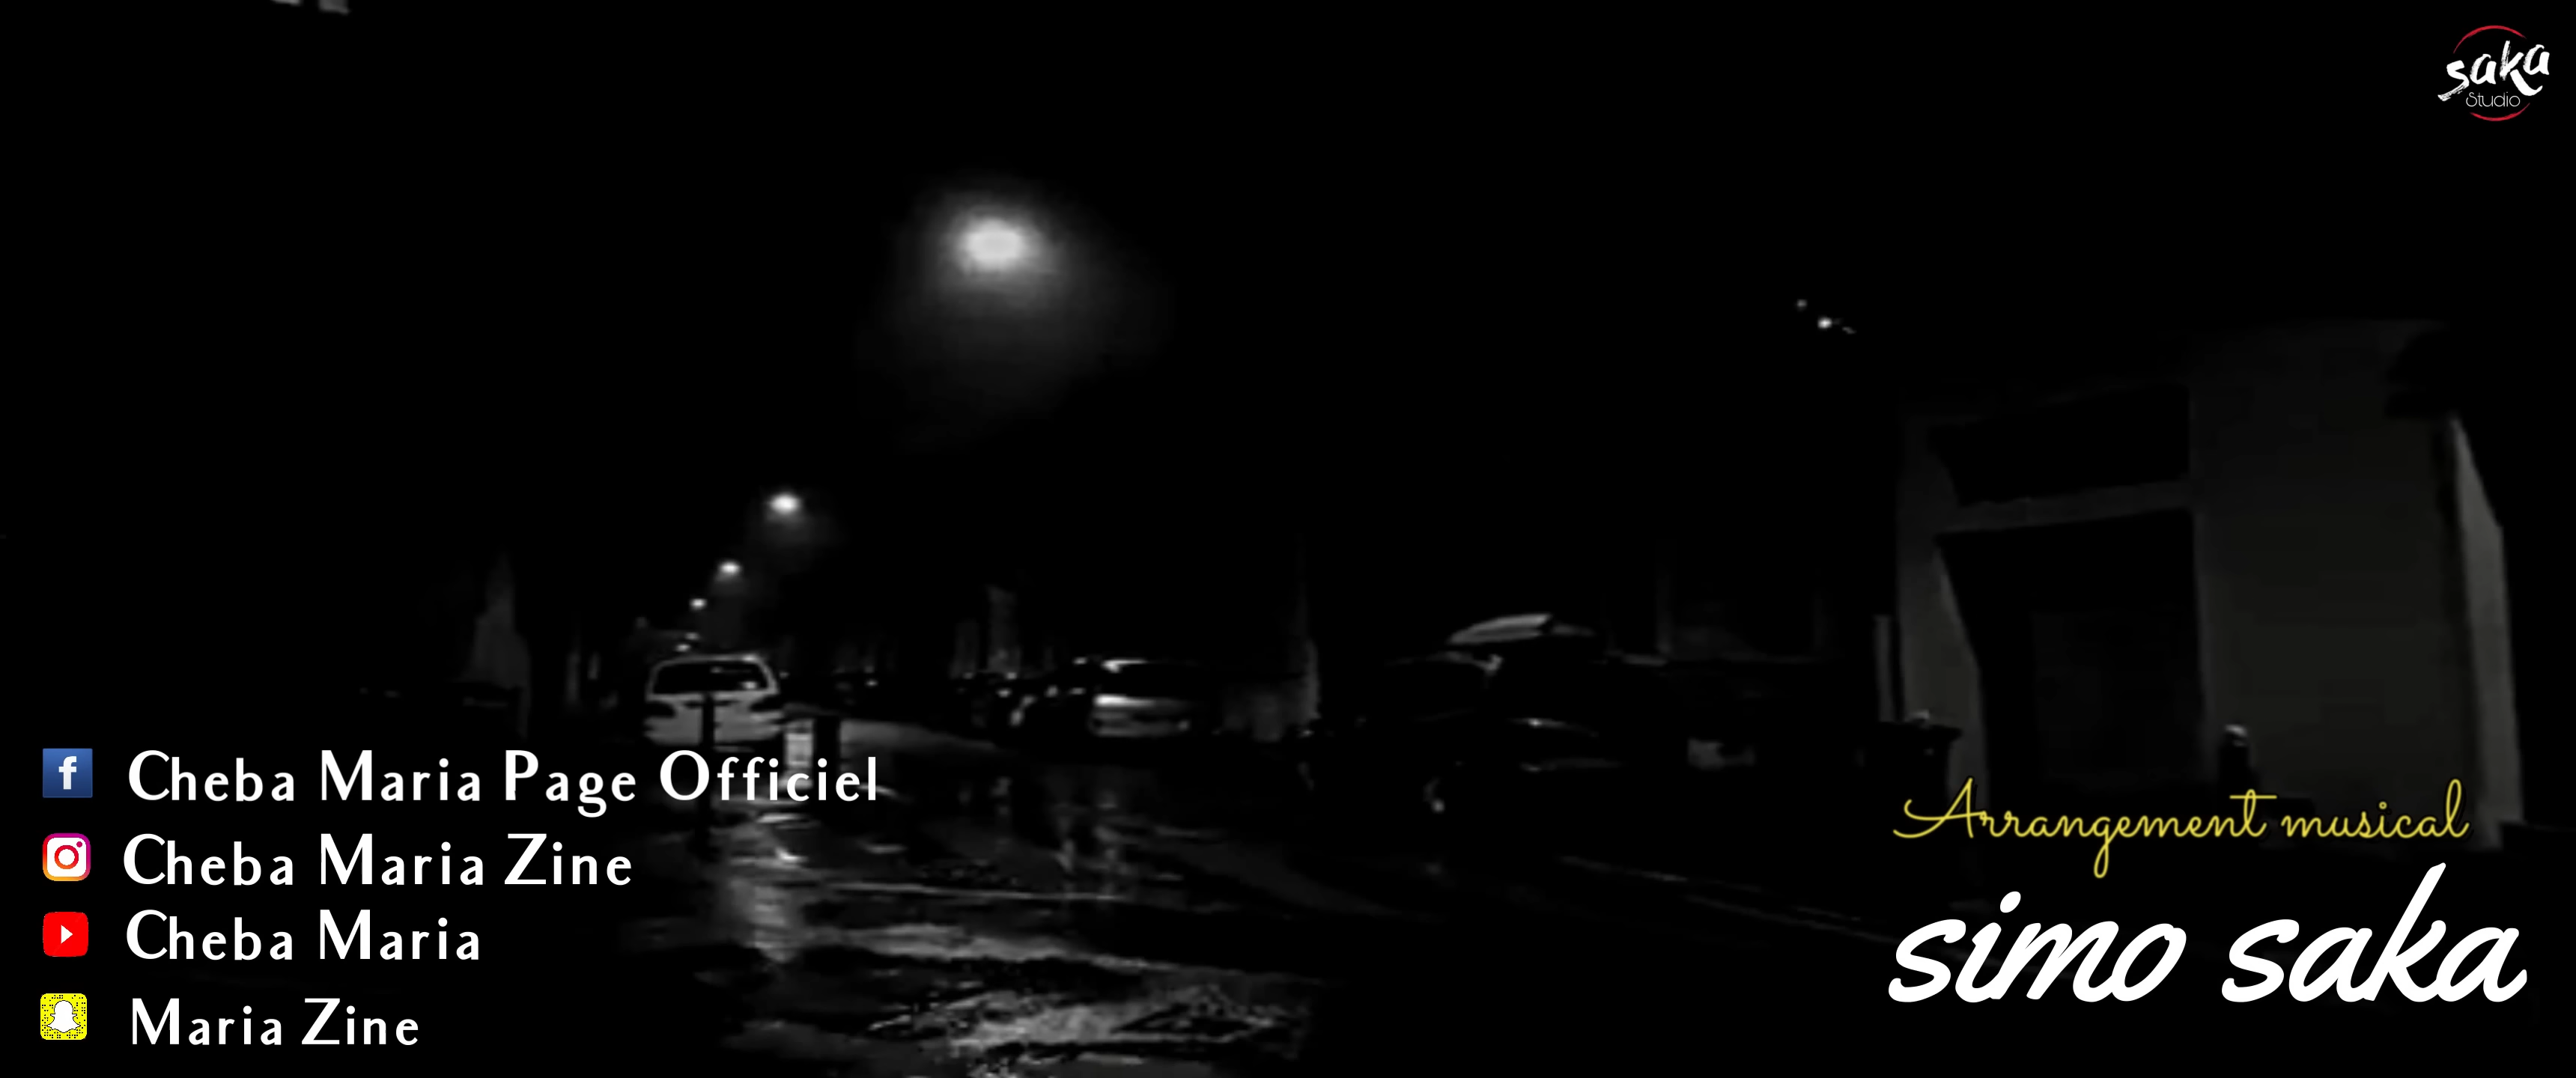 saka
Studio
Cheba Maria Page Officiel
Cheba Maria Zine
Cheba Maria
Maria Zine
Arrangement musical
simo saka